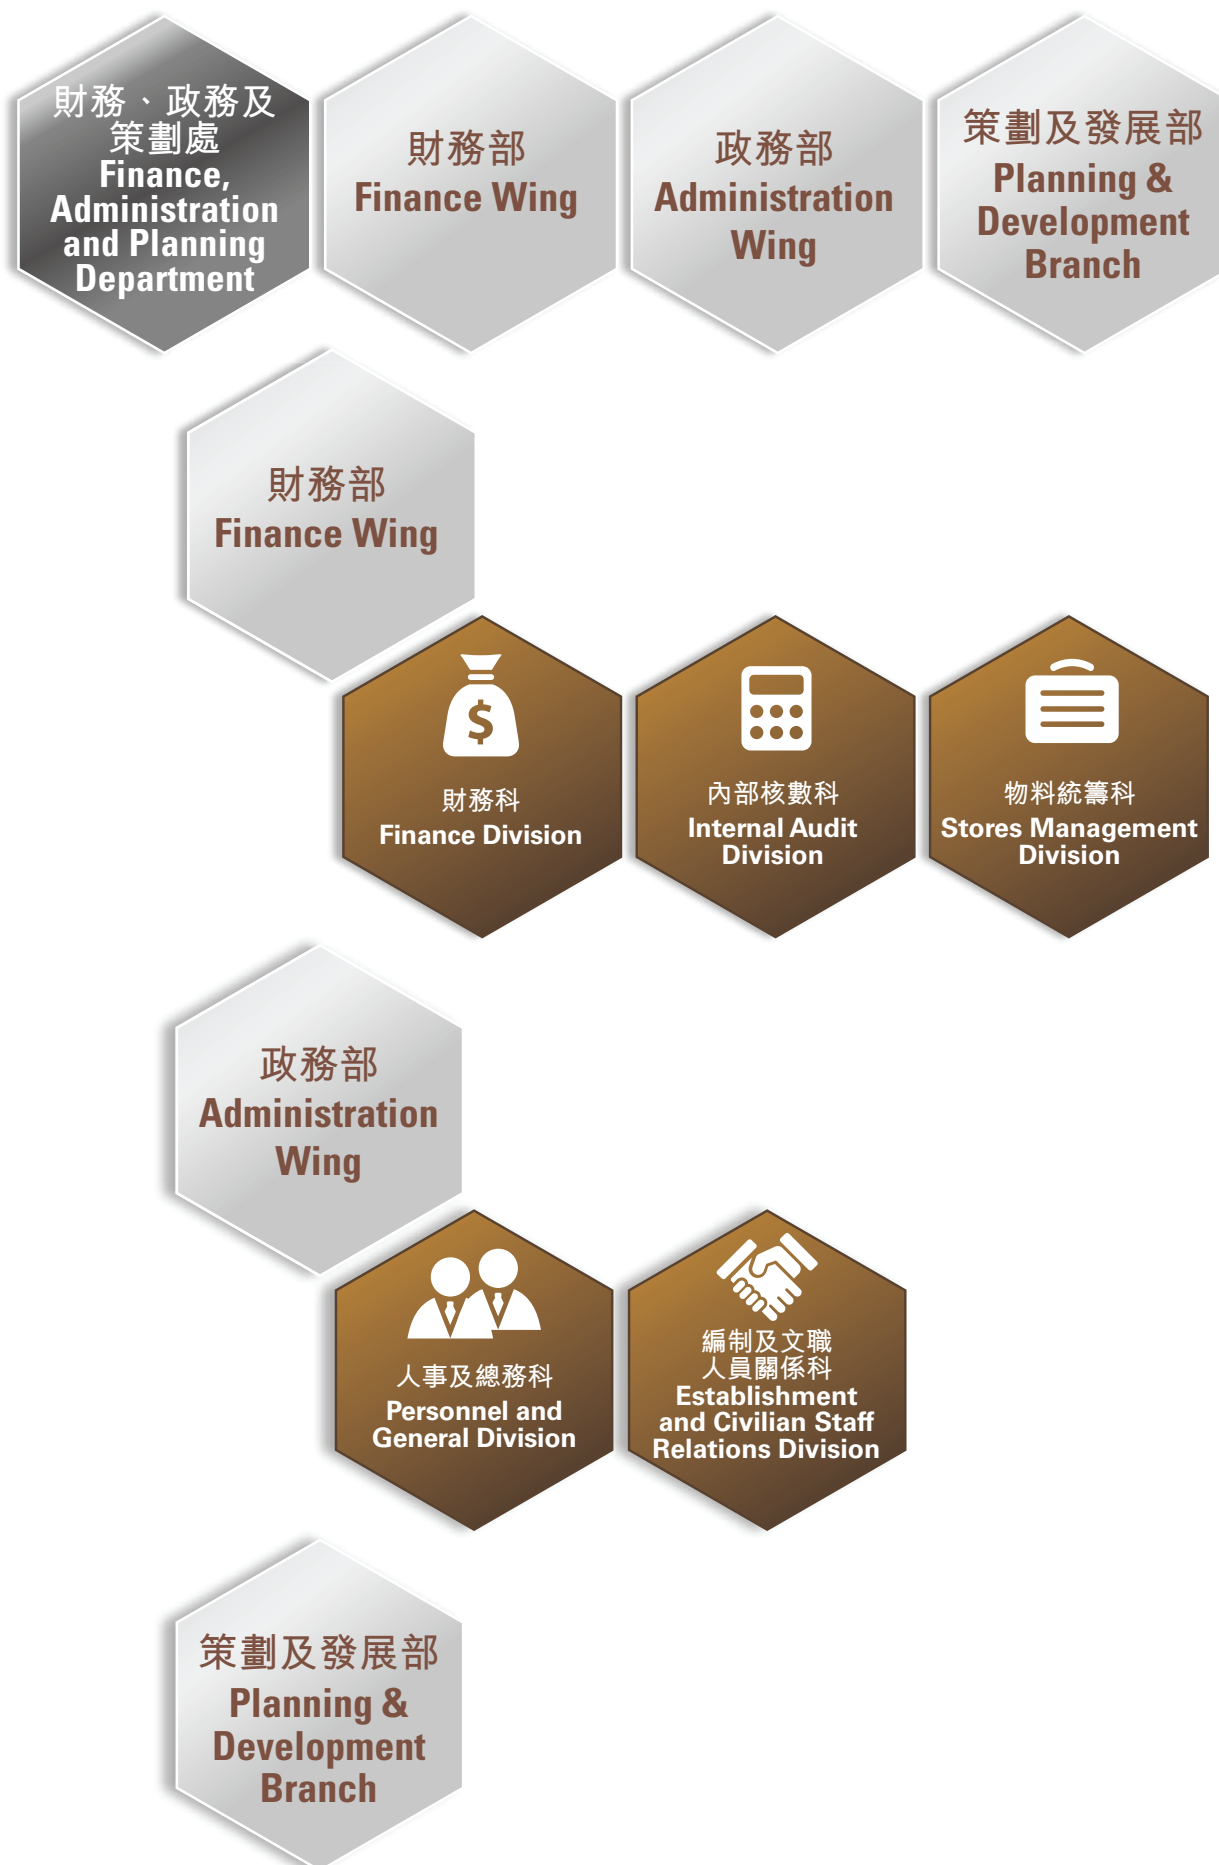 財務、政務及
策劃處
Finance,
Administration
and Planning
Department
財務部
Finance Wing
政務部
Administration
Wing
策劃及發展部
Planning &
Development
Branch
財務部
Finance Wing
$
財務科
Finance Division
內部核數科
Internal Audit
Division
物料統籌科
Stores Management
Division
政務部
Administration
Wing
人事及總務科
Personnel and
General Division
編制及文職
人員關係科
Establishment
and Civilian Staff
Relations Division
策劃及發展部
Planning &
Development
Branch